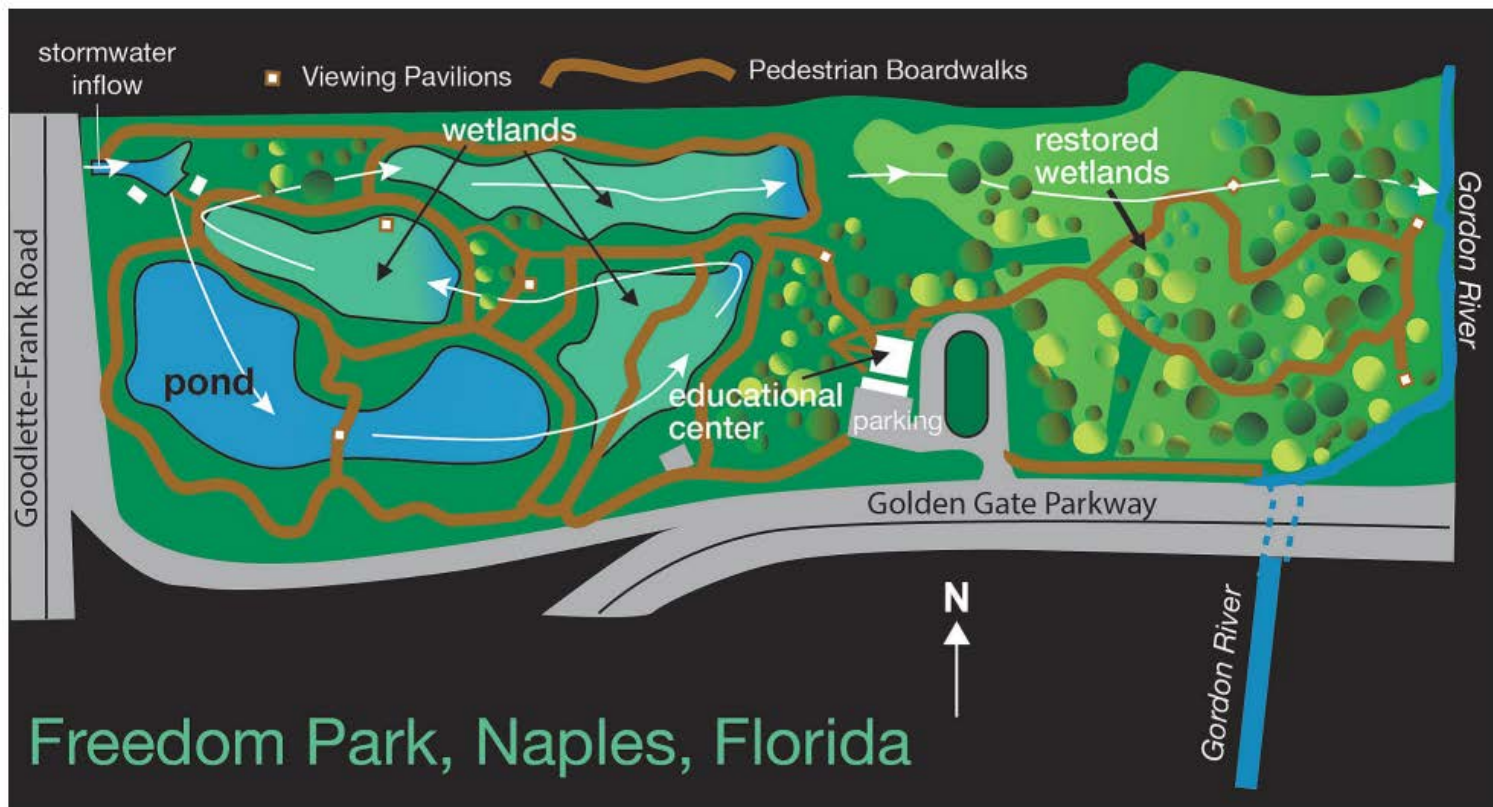 stormwater
inflow
Viewing Pavilions
Pedestrian Boardwalks
wetlands
restored
wetlands
Goodlette-Frank Road
pond
educational
center
parking
Gordon River
Golden Gate Parkway
N
Gordon River
Freedom Park, Naples, Florida